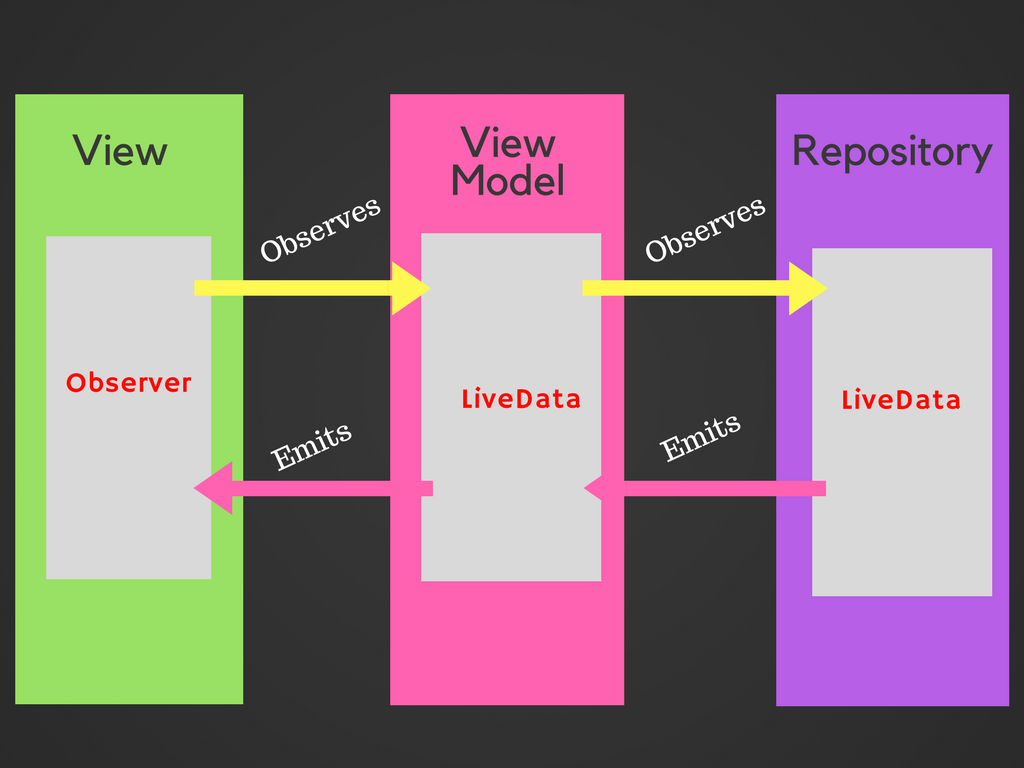 View
View
Model
Repository
Observes
Observes
Observer
LiveData
LiveData
Emits
Emits